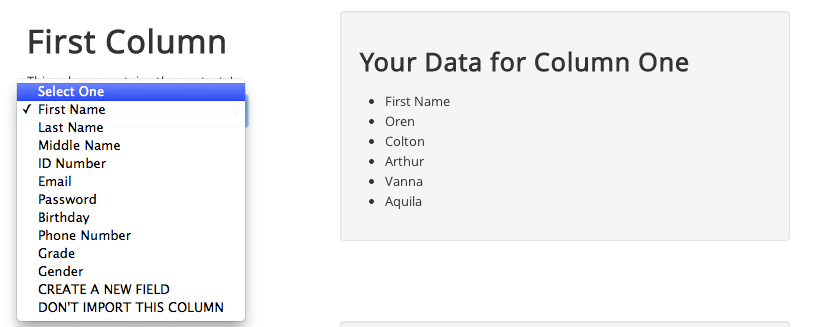 First Column
Select One
✓ First Name
Last Name
Middle Name
ID Number
Email
Password
Birthday
Phone Number
Grade
Gender
CREATE A NEW FIELD
DON'T IMPORT THIS COLUMN
Your Data for Column One
• First Name
• Oren
• Colton
• Arthur
• Vanna
• Aquila